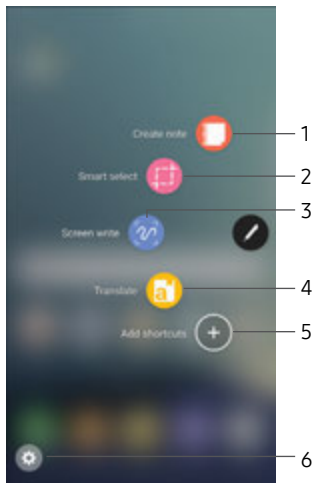 Create note
1
Smart select
2
3
Screen write
Translate
a
4
Add shortcuts
+
5
6